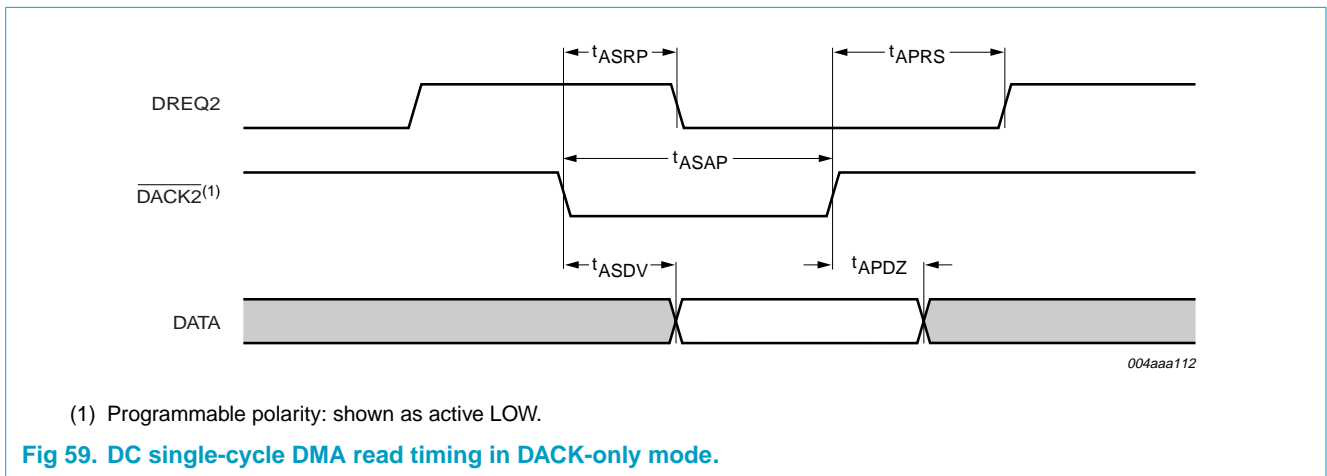 tASRP
tAPRS
DREQ2
tASAP
DACK2(1)
tASDV
tAPDZ
DATA
004aaa112
(1) Programmable polarity: shown as active LOW.
Fig 59. DC single-cycle DMA read timing in DACK-only mode.